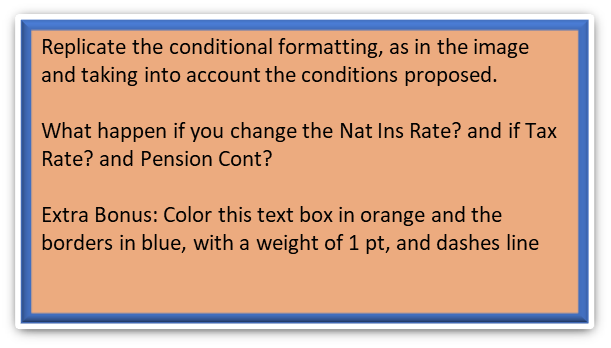 Replicate the conditional formatting, as in the image
and taking into account the conditions proposed.
What happen if you change the Nat Ins Rate? and if Tax
Rate? and Pension Cont?
Extra Bonus: Color this text box in orange and the
borders in blue, with a weight of 1 pt, and dashes line